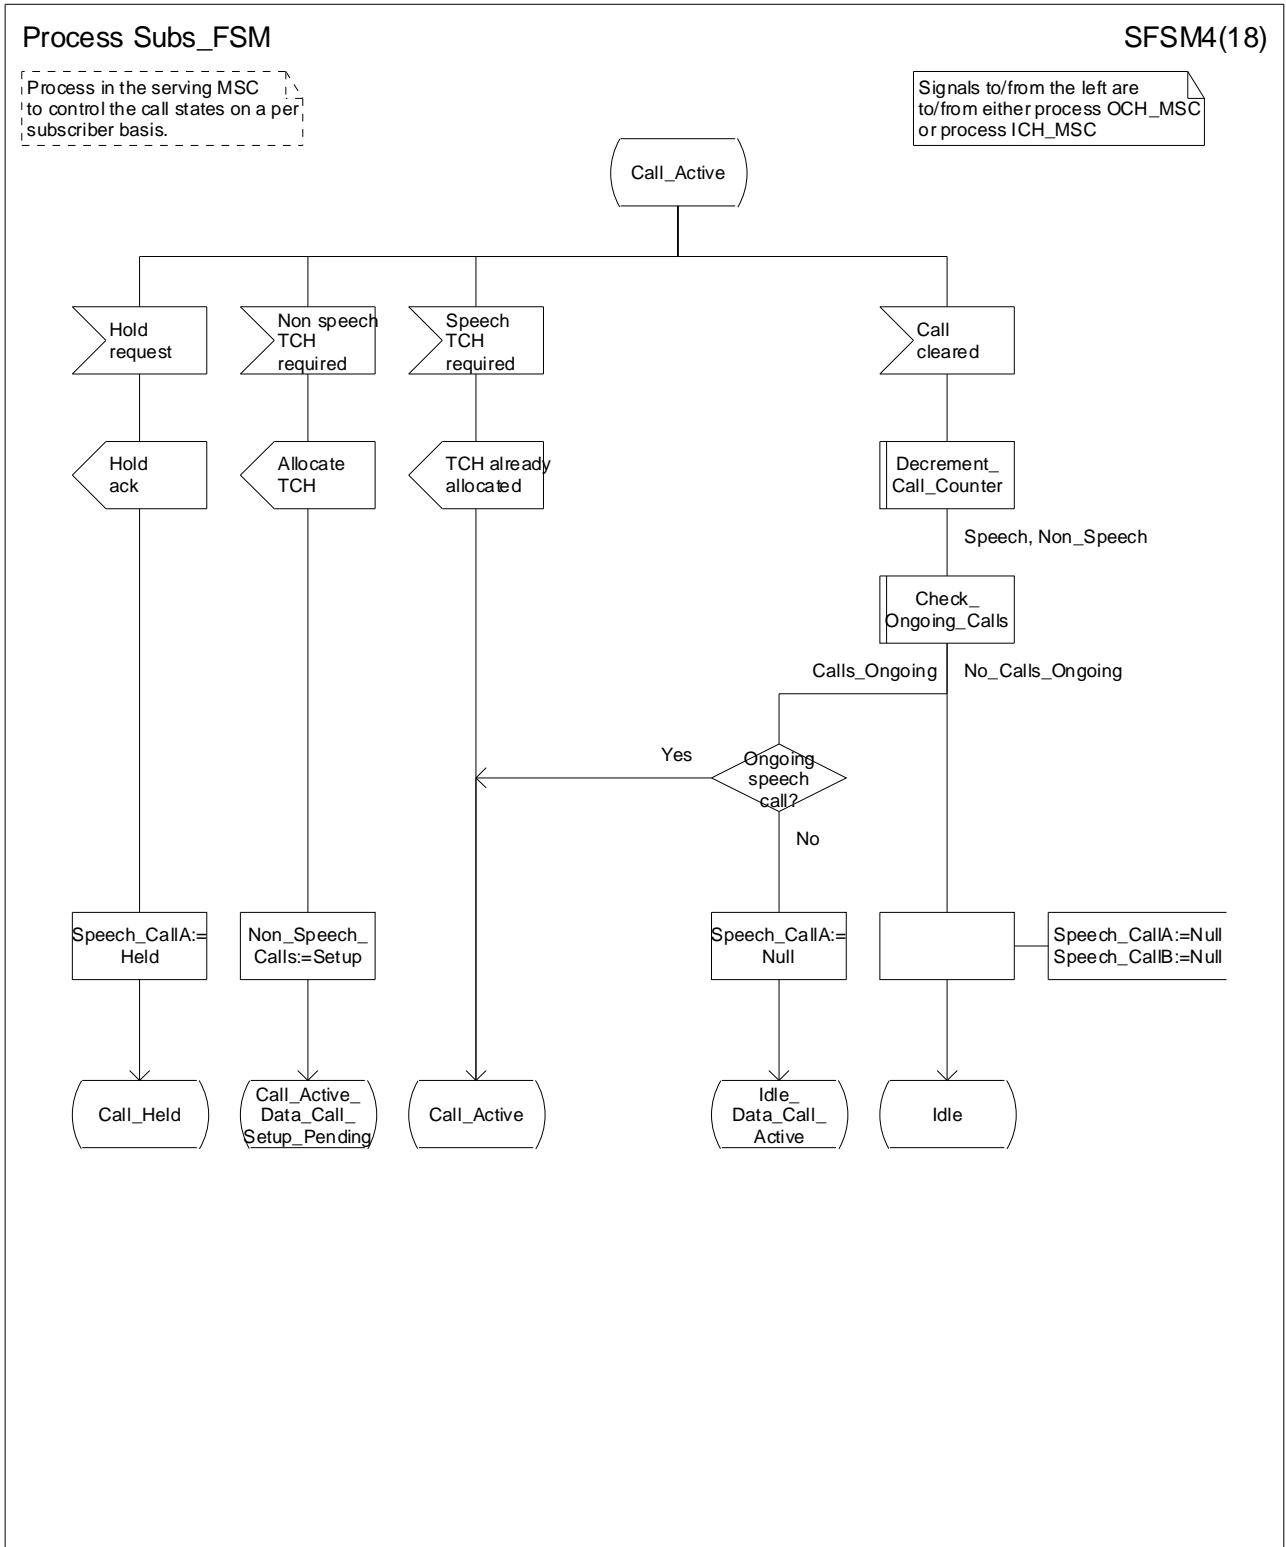 Process Subs_FSM
SFSM4(18)
Process in the serving MSC
to control the call states on a per
subscriber basis.
Signals to/from the left are
to/from either process OCH_MSC
or process ICH_MSC
Call_Active
Hold
request
Non speech
TCH
required
Speech
TCH
required
Call
cleared
Hold
ack
Allocate
TCH
TCH already
allocated
Decrement_
Call_Counter
Speech, Non_Speech
Check_
Ongoing_Calls
Calls_Ongoing
No_Calls_Ongoing
Yes
Ongoing
speech
call?
No
Speech_CallA:=
Held
Non_Speech_
Calls:=Setup
Speech_CallA:=
Null
Speech_CallA:=Null
Speech_CallB:=Null
Call_Held
Call_Active_
Data_Call_
Setup_Pending
Call_Active
Idle_
Data_Call_
Active
Idle